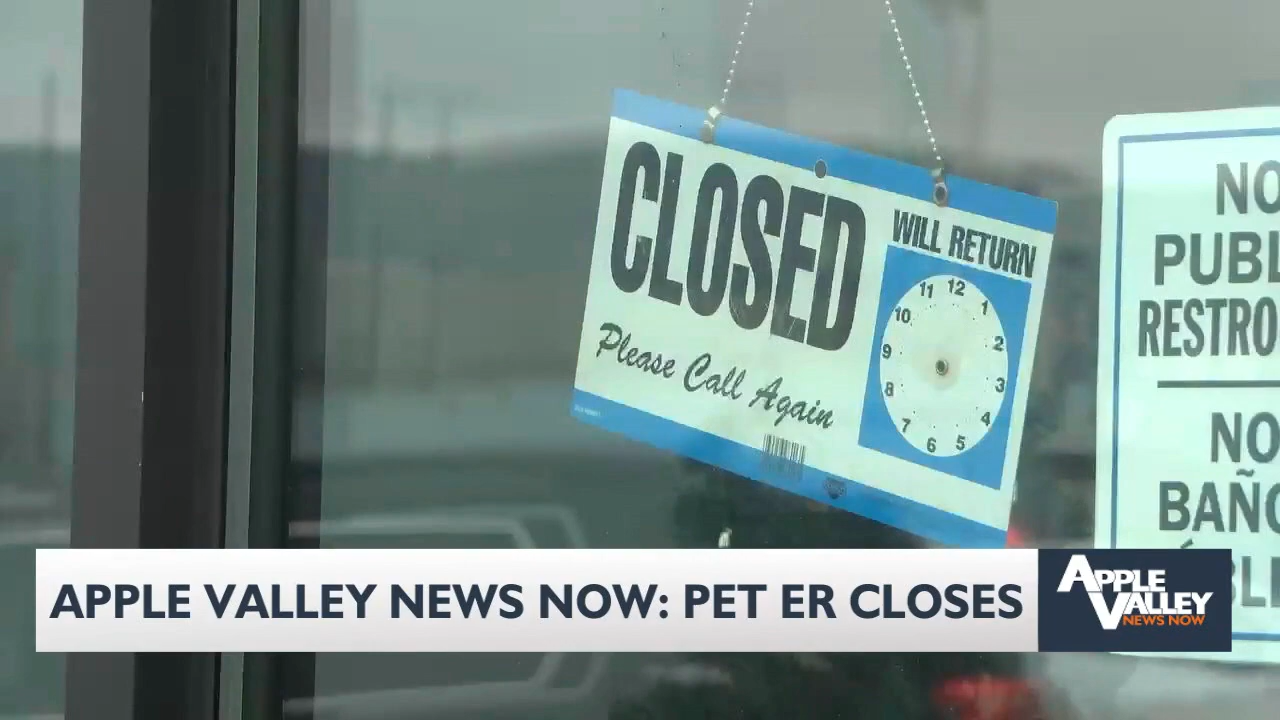 CLOSED
Please Call Again
WILL RETURN
11 12 1
10 2
9 3
8 4
7 6 5
NO
PUBL
RESTRO
NO
BAÑO
BLI
APPLE VALLEY NEWS NOW: PET ER CLOSES
APPLE
VALLEY
NEWS NOW